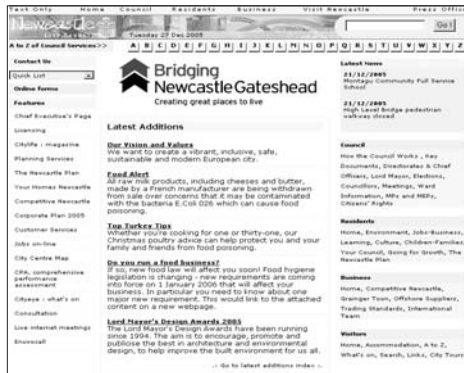 Text Only Home Council Residents Business Visit Newcastle Press Offic
Newcastle
Tuesday 27 Dec 2005
Go!
A to Z of Council Services>>
A B C D E F G H I J K L M N O P Q R S T U V W X Y Z
Contact Us
Quick List
Online forms
Features
Chief Executive's Page
Licensing
Citylife : magazine
Planning Services
The Newcastle Plan
Your Homes Newcastle
Competitive Newcastle
Corporate Plan 2005
Customer Services
Jobs on-line
City Centre Map
CPA, comprehensive
performance
assessment
Cityeye : what's on
Consultation
Live internet meetings
Envirocall
Bridging
NewcastleGateshead
Creating great places to live
Latest Additions
Our Vision and Values
We want to create a vibrant, inclusive, safe,
sustainable and modern European city.
Food Alert
All raw milk products, including cheeses and butter,
made by a French manufacturer are being withdrawn
from sale over concerns that it may be contaminated
with the bacteria E.Coli 026 which can cause food
poisoning.
Top Turkey Tips
Whether you're cooking for one or thirty-one, our
Christmas poultry advice can help protect you and your
family and friends from food poisoning.
Do you run a food business?
If so, new food law will affect you soon! Food hygiene
legislation is changing - new requirements are coming
into force on 1 January 2006 that will affect your
business. In particular you need to know about one
major new requirement. This would link to the attached
content on a new webpage.
Lord Mayor's Design Awards 2005
The Lord Mayor's Design Awards have been running
since 1994. The aim is to encourage, promote and
publicise the best in architecture and environmental
design, to help improve the built environment for us all.
.: Go to latest additions index :.
Latest News
21/12/2005
Montagu Community Full Service
School
21/12/2005
High Level Bridge pedestrian
walkway closed
Council
How the Council Works , Key
Documents, Directorates & Chief
Officers, Lord Mayor, Elections,
Councillors, Meetings, Ward
Information, MPs and MEPs,
Citizens' Rights
Residents
Home, Environment, Jobs-Business,
Learning, Culture, Children-Families,
Your Council, Going for Growth, The
Newcastle Plan
Business
Home, Competitive Newcastle,
Grainger Town, Offshore Suppliers,
Trading Standards, International
Team
Visitors
Home, Accommodation, A to Z,
What's on, Search, Links, City Tours